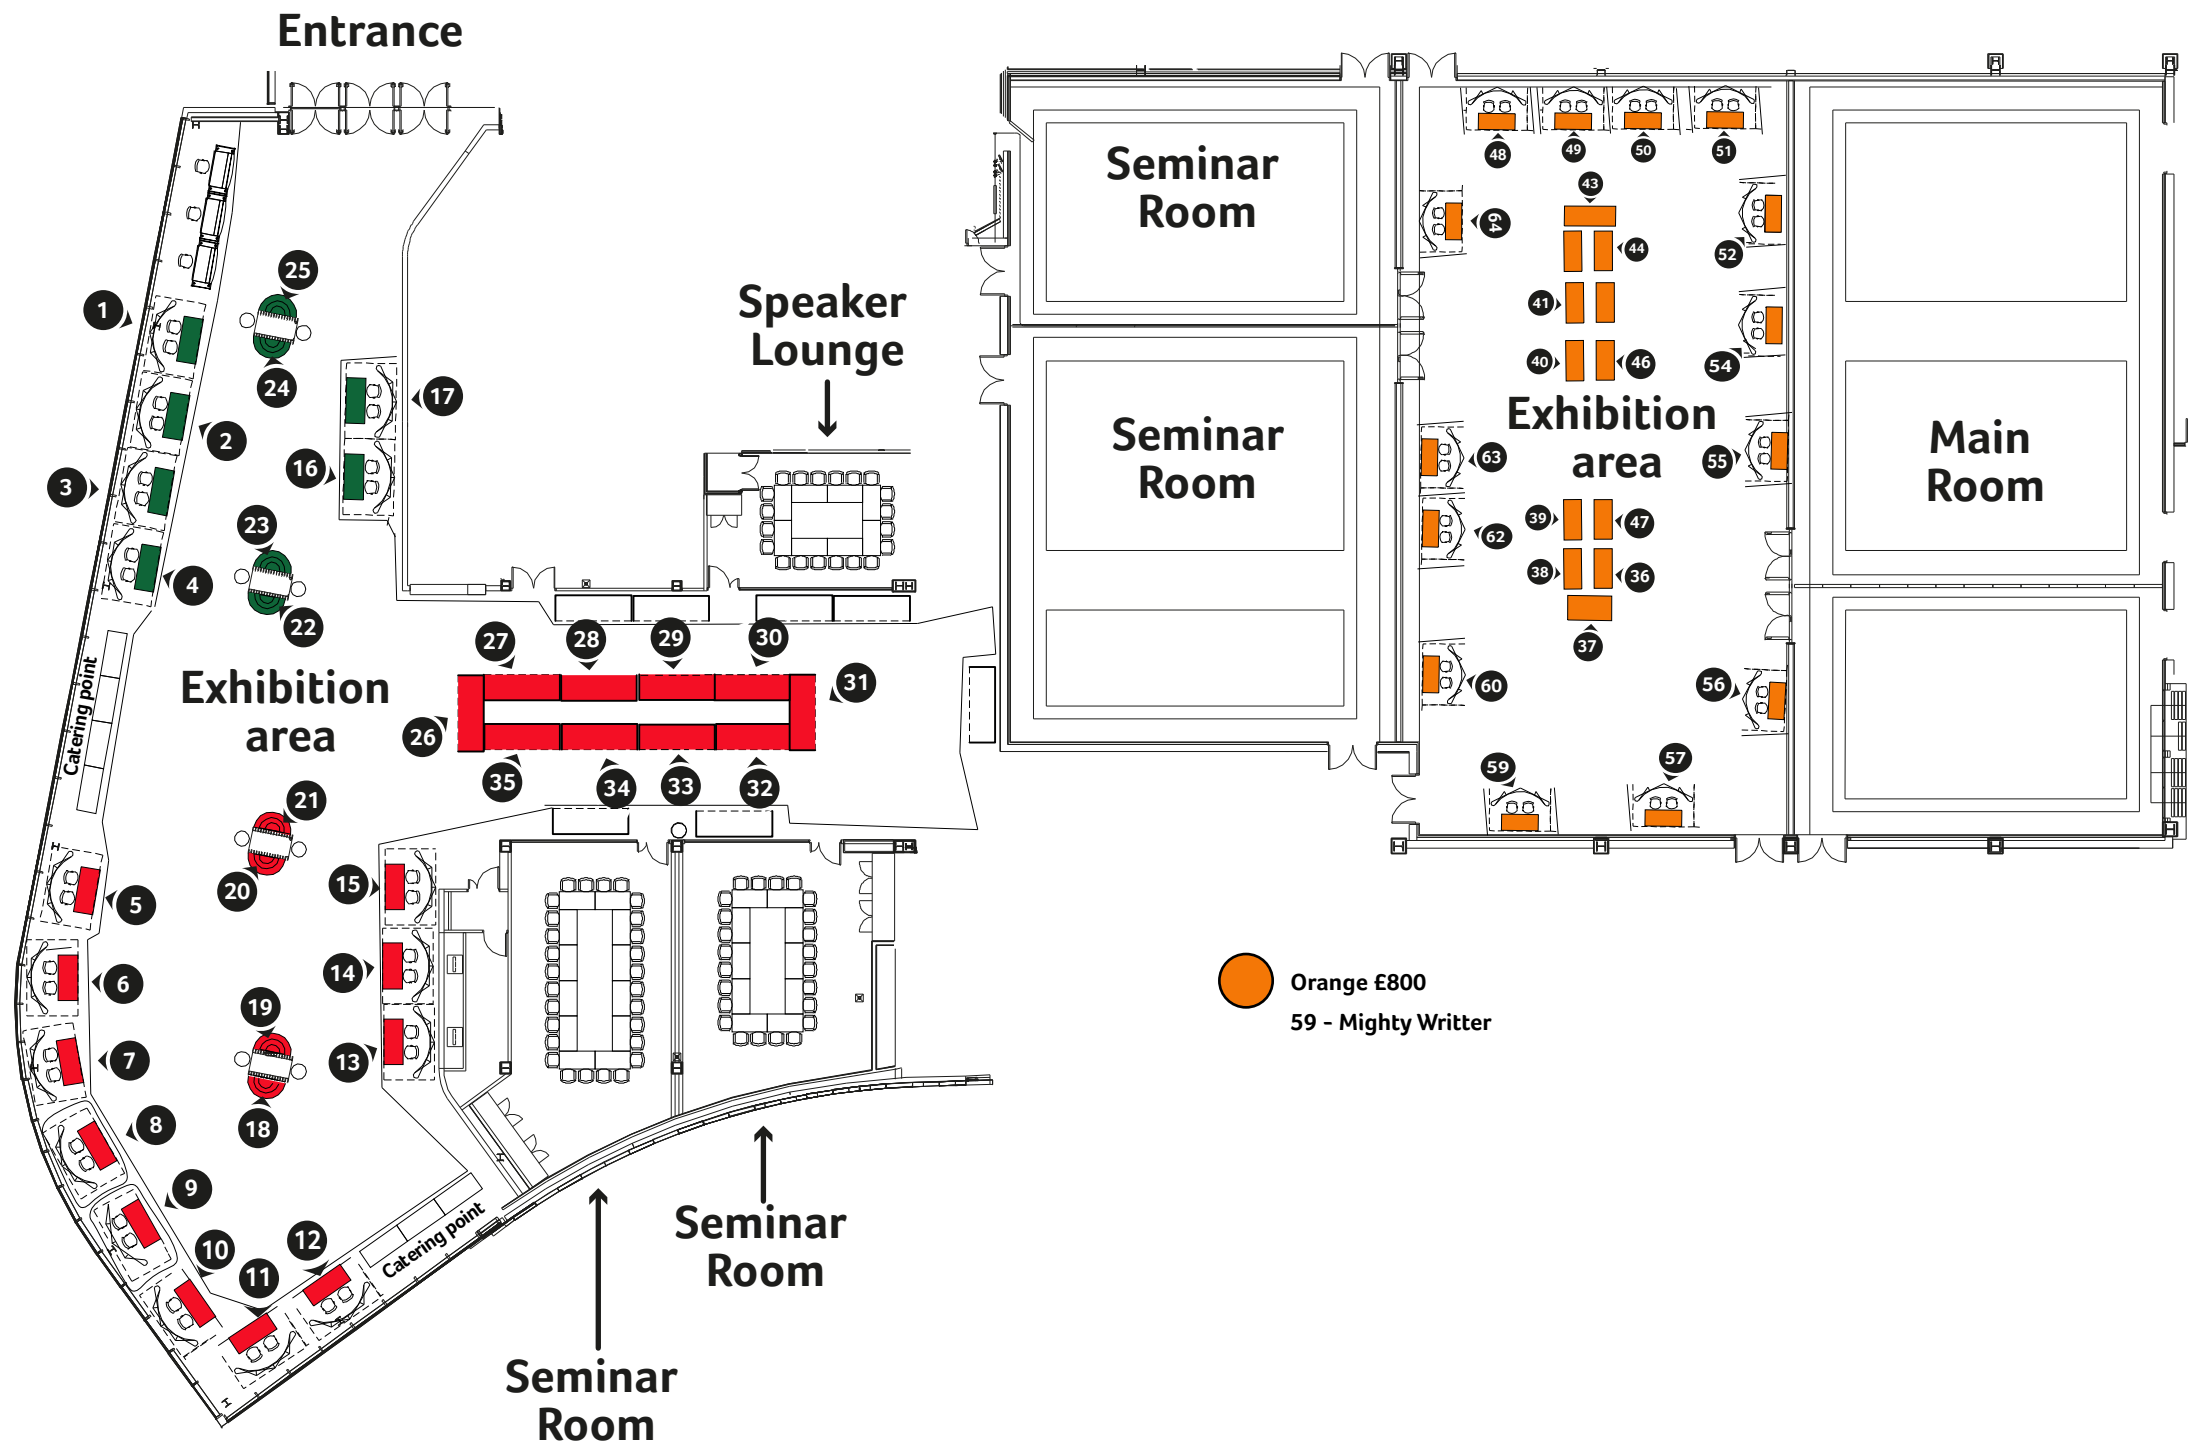 Entrance
1
2
3
4
25
24
17
16
23
22
Catering point
Exhibition
area
Speaker
Lounge
27
28
29
30
31
26
35
34
33
32
21
20
5
6
7
8
9
10
11
12
19
18
15
14
13
Catering point
Seminar
Room
Seminar
Room
Seminar
Room
Seminar
Room
48
49
50
51
43
64
44
52
41
40
46
54
Exhibition
area
63
55
39
47
62
38
36
37
60
56
59
57
Main
Room
Orange £800
59 - Mighty Writter